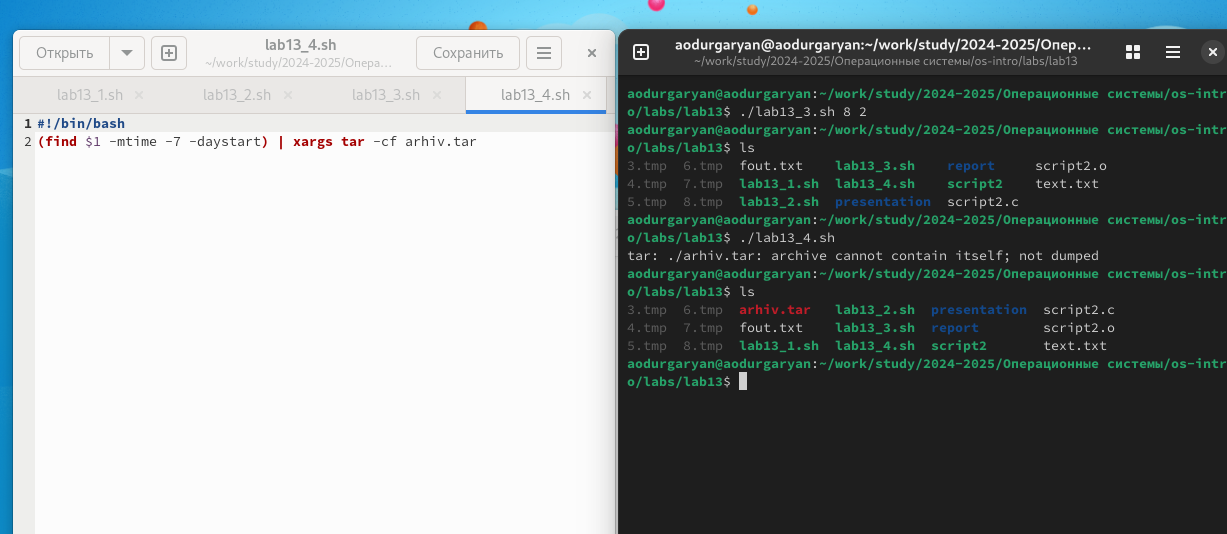 Открыть
lab13_4.sh
~/work/study/2024-2025/Опера...
Сохранить
lab13_1.sh
lab13_2.sh
lab13_3.sh
lab13_4.sh
1 #!/bin/bash
2 (find $1 -mtime -7 -daystart) | xargs tar -cf arhiv.tar
aodurgaryan@aodurgaryan:~/work/study/2024-2025/Опер...
~/work/study/2024-2025/Операционные системы/os-intro/labs/lab13
aodurgaryan@aodurgaryan:~/work/study/2024-2025/Операционные системы/os-intr
o/labs/lab13$ ./lab13_3.sh 8 2
aodurgaryan@aodurgaryan:~/work/study/2024-2025/Операционные системы/os-intr
o/labs/lab13$ ls
3.tmp 6.tmp fout.txt lab13_3.sh report script2.o
4.tmp 7.tmp lab13_1.sh lab13_4.sh script2 text.txt
5.tmp 8.tmp lab13_2.sh presentation script2.c
aodurgaryan@aodurgaryan:~/work/study/2024-2025/Операционные системы/os-intr
o/labs/lab13$ ./lab13_4.sh
tar: ./arhiv.tar: archive cannot contain itself; not dumped
aodurgaryan@aodurgaryan:~/work/study/2024-2025/Операционные системы/os-intr
o/labs/lab13$ ls
3.tmp 6.tmp arhiv.tar lab13_2.sh presentation script2.c
4.tmp 7.tmp fout.txt lab13_3.sh report script2.o
5.tmp 8.tmp lab13_1.sh lab13_4.sh script2 text.txt
aodurgaryan@aodurgaryan:~/work/study/2024-2025/Операционные системы/os-intr
o/labs/lab13$